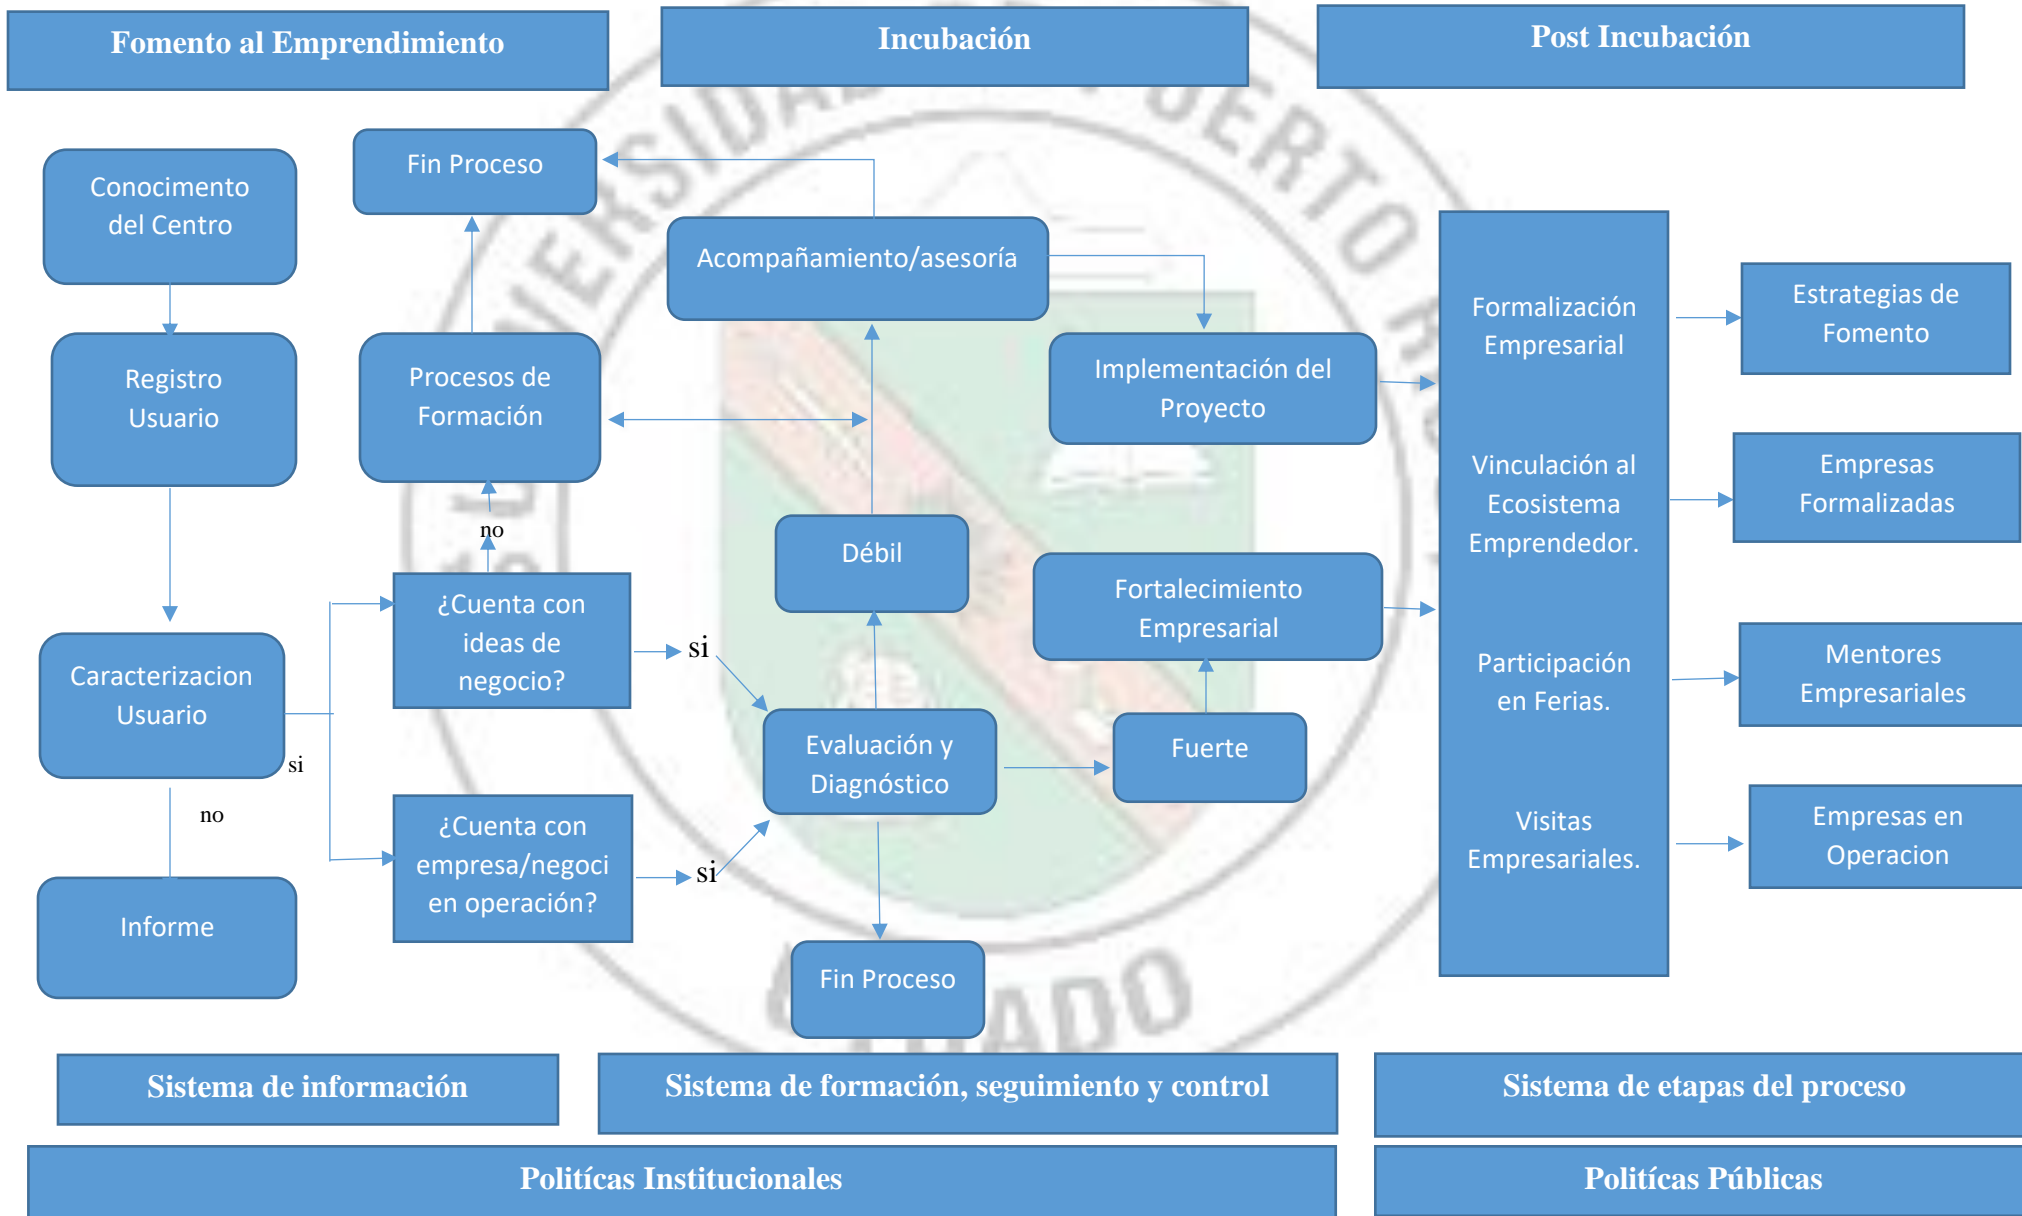 Fomento al Emprendimiento
Incubación
Post Incubación
Conocimento
del Centro
Fin Proceso
Acompañamiento/asesoría
Registro
Usuario
Procesos de
Formación
Implementación del
Proyecto
no
Débil
¿Cuenta con
ideas de
negocio?
si
Fortalecimiento
Empresarial
Caracterizacion
Usuario
si
no
Evaluación y
Diagnóstico
Fuerte
¿Cuenta con
empresa/negoci
en operación?
si
Informe
Fin Proceso
Formalización
Empresarial
Vinculación al
Ecosistema
Emprendedor.
Participación
en Ferias.
Visitas
Empresariales.
Estrategias de
Fomento
Empresas
Formalizadas
Mentores
Empresariales
Empresas en
Operacion
Sistema de información
Sistema de formación, seguimiento y control
Sistema de etapas del proceso
Politícas Institucionales
Politícas Públicas